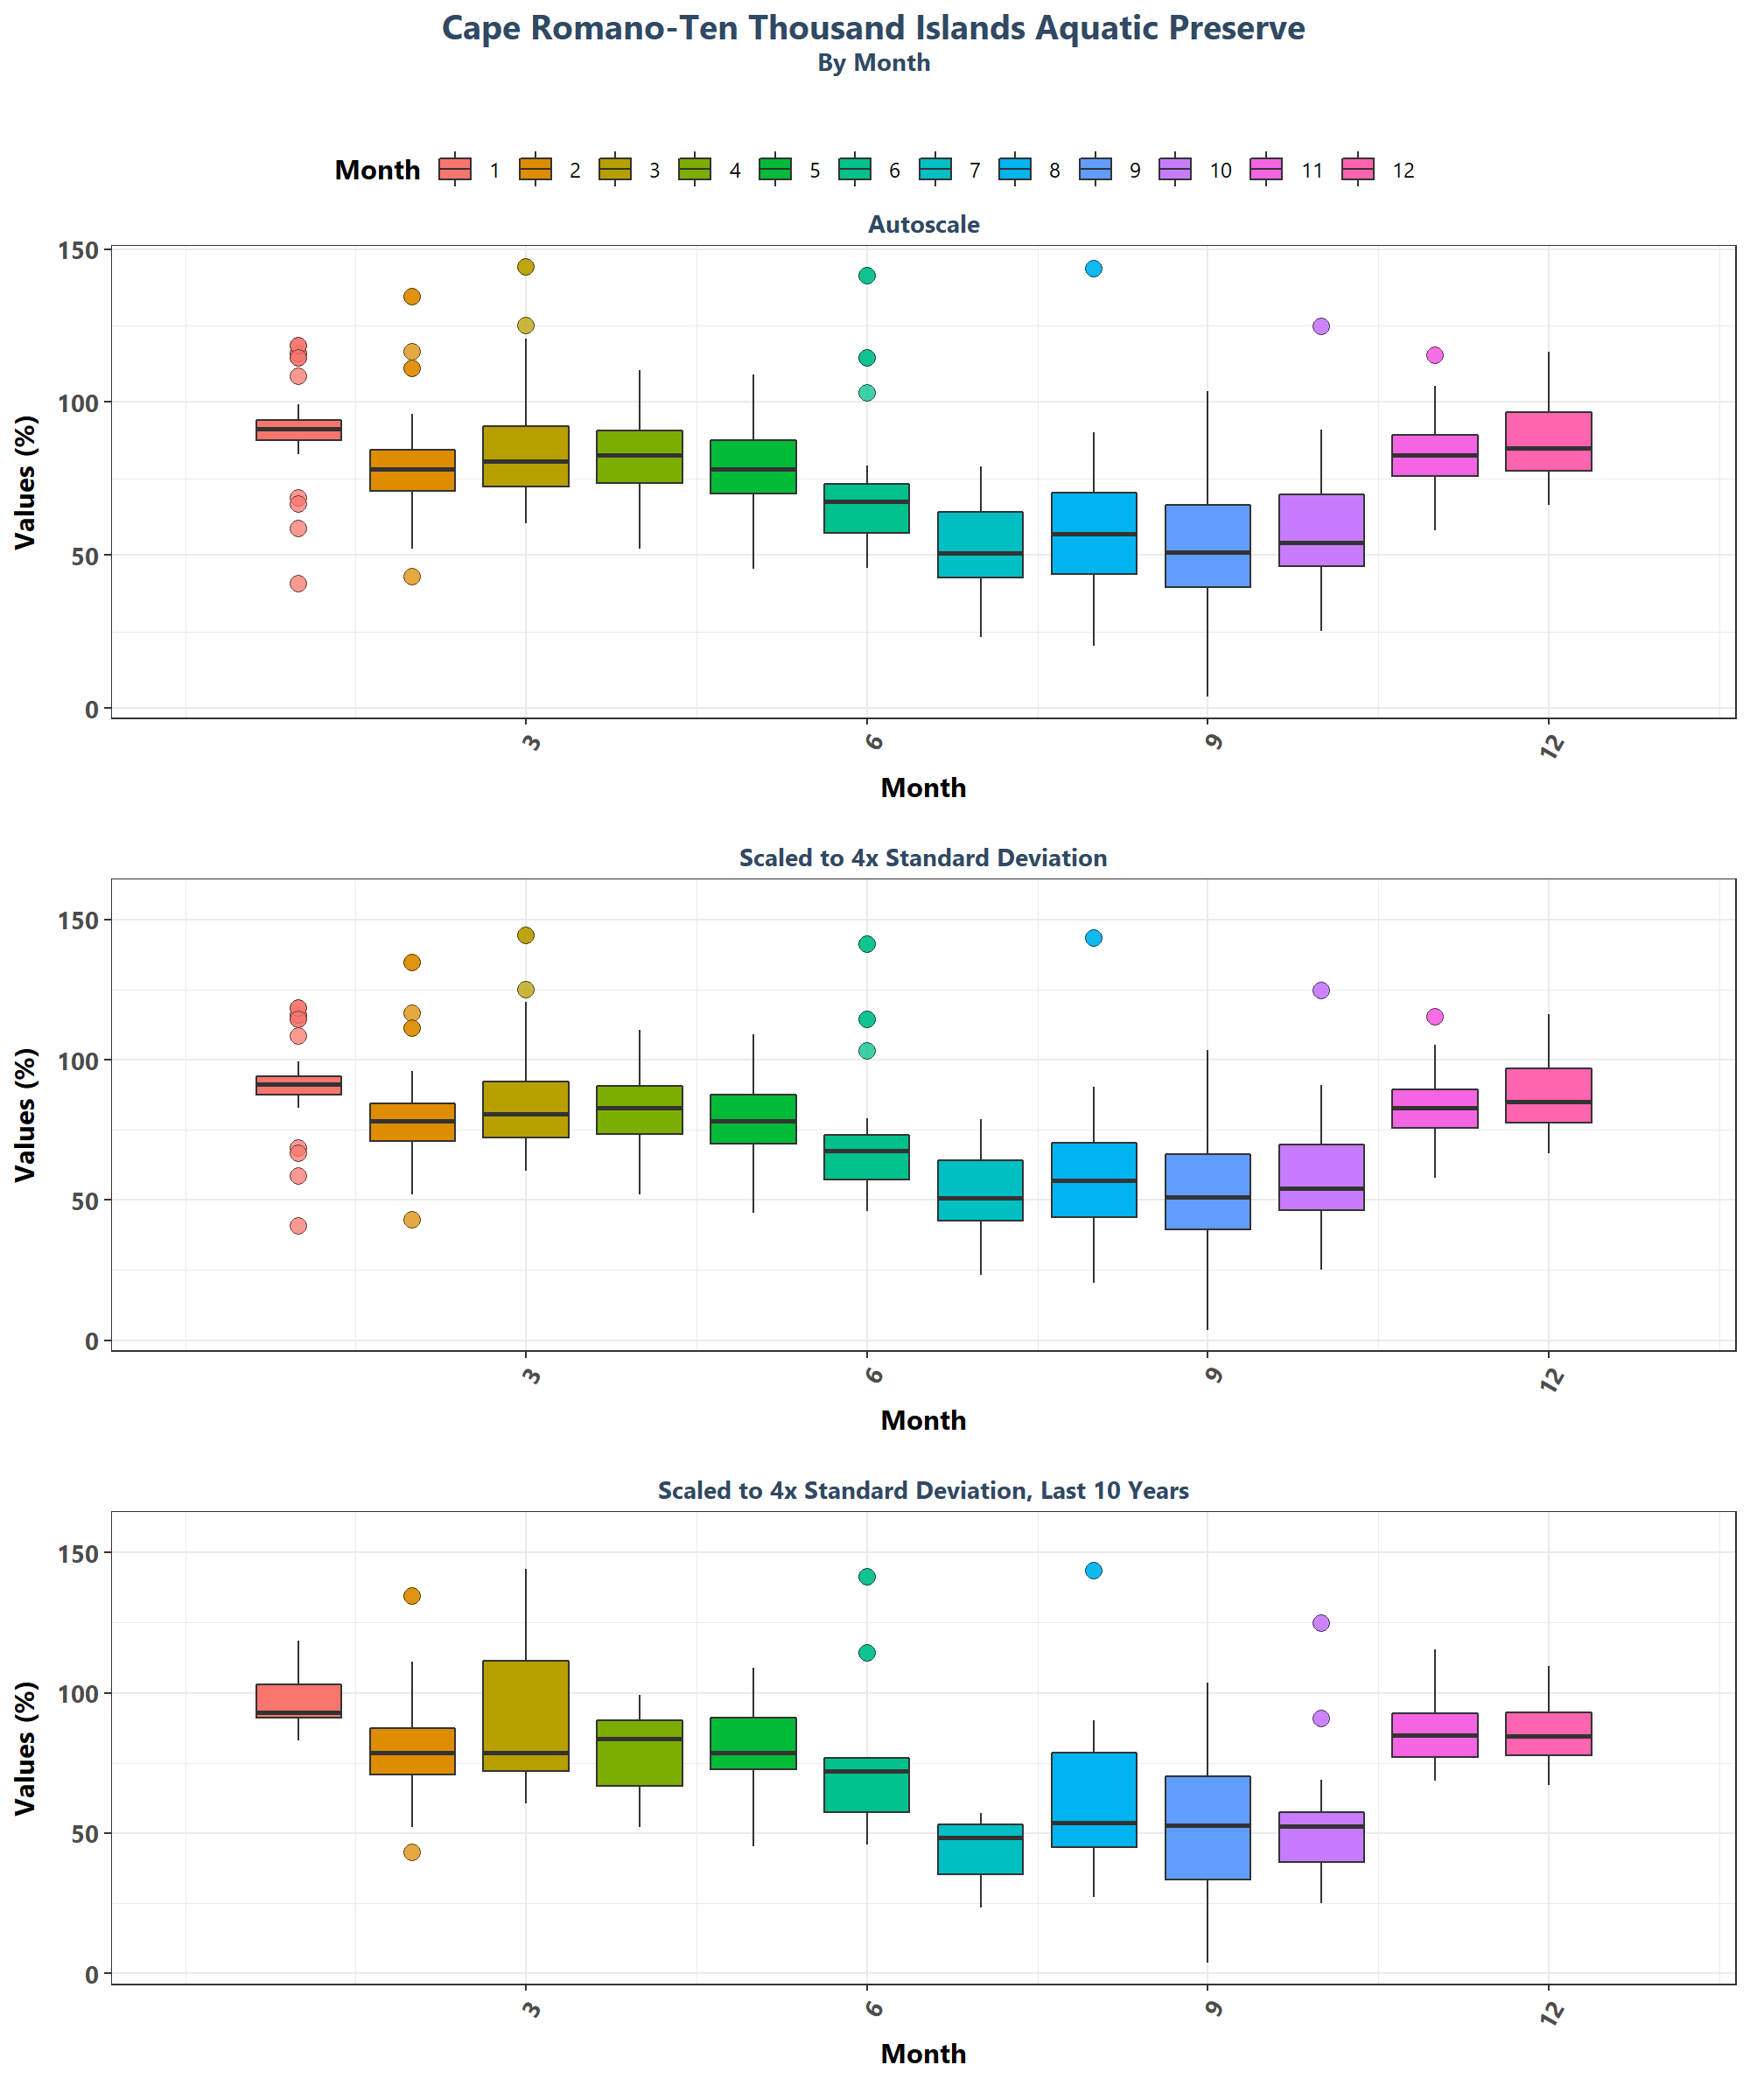 Cape Romano-Ten Thousand Islands Aquatic Preserve
By Month
Month 1 2 3 4 5 6 7 8 9 10 11 12
Autoscale
Values (%)
150
100
50
0
3 6 9 12
Month
Scaled to 4x Standard Deviation
Values (%)
150
100
50
0
3 6 9 12
Month
Scaled to 4x Standard Deviation, Last 10 Years
Values (%)
150
100
50
0
3 6 9 12
Month